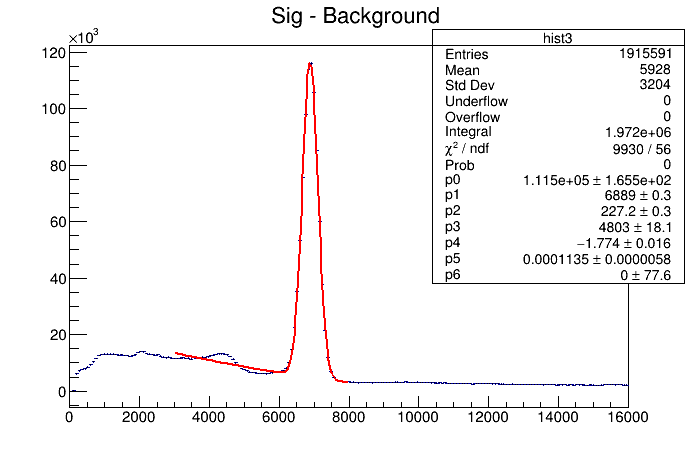 Sig - Background
×10³
hist3
Entries 1915591
Mean 5928
Std Dev 3204
Underflow 0
Overflow 0
Integral 1.972e+06
χ² / ndf 9930 / 56
Prob 0
p0 1.115e+05 ± 1.655e+02
p1 6889 ± 0.3
p2 227.2 ± 0.3
p3 4803 ± 18.1
p4 −1.774 ± 0.016
p5 0.0001135 ± 0.0000058
p6 0 ± 77.6
120
100
80
60
40
20
0
0 2000 4000 6000 8000 10000 12000 14000 16000